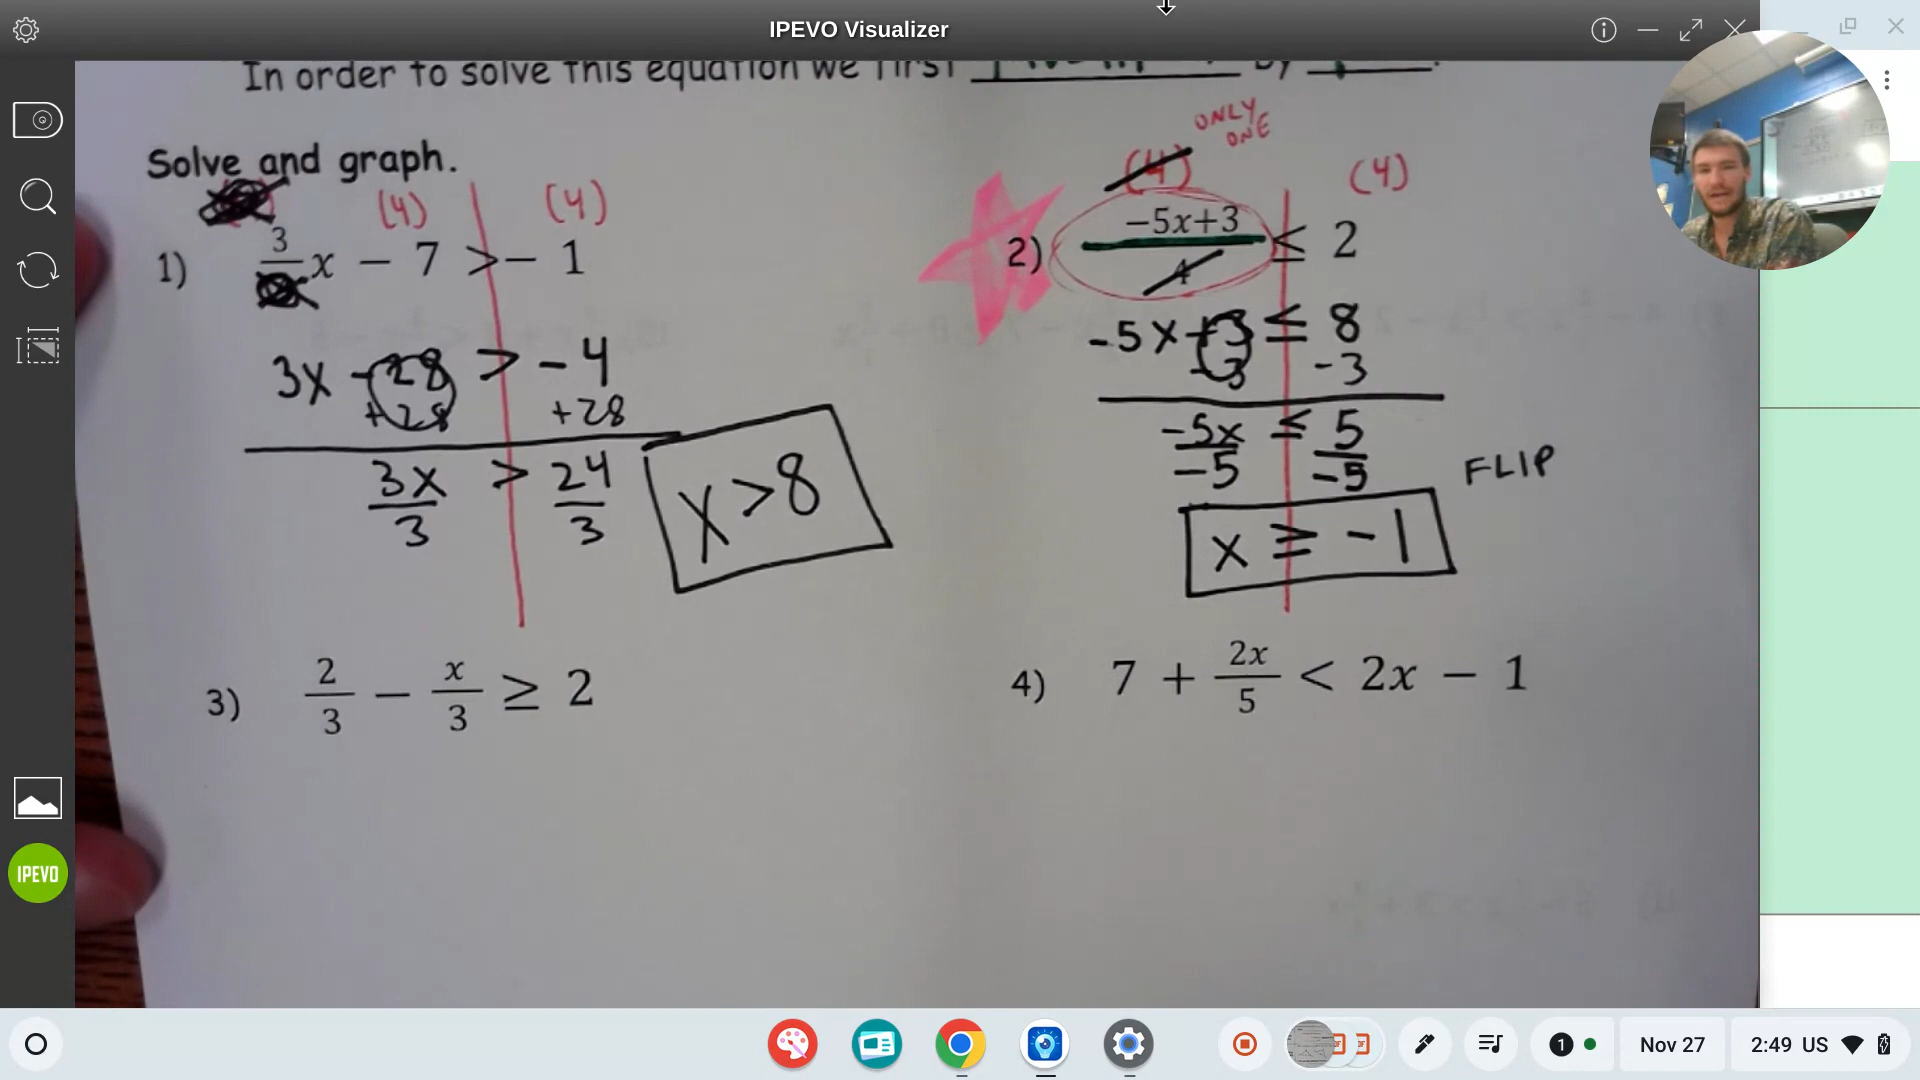 IPEVO Visualizer
In order to solve this equation we first by
Solve and graph.
ONLY ONE
(4) (4)
(4) (4)
1) 3 x − 7 > − 1
3x - 28 > - 4
+28 +28
3x > 24
3 3
x > 8
2) −5x+3 ≤ 2
4
-5x +3 ≤ 8
-3 -3
-5x ≤ 5
-5 -5
FLIP
x ≥ -1
3) 2/3 − x/3 ≥ 2
4) 7 + 2x/5 < 2x − 1
IPEVO
1
Nov 27
2:49 US